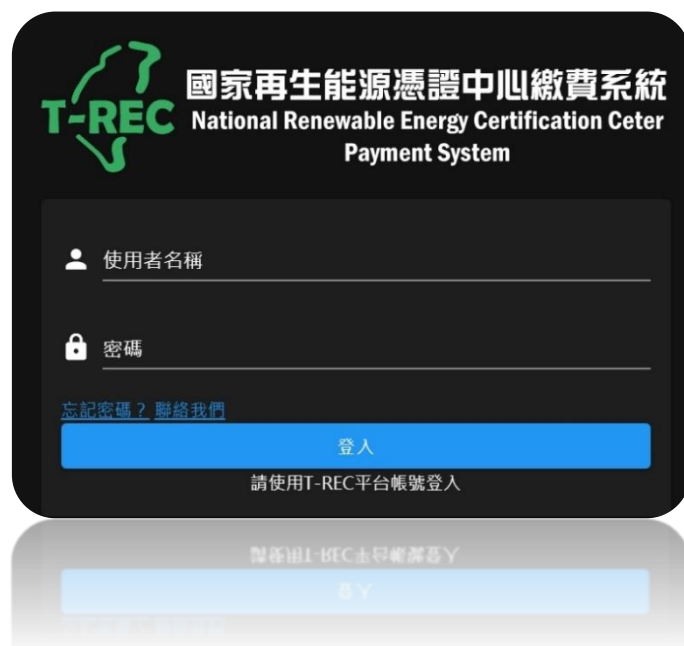 T-REC
國家再生能源憑證中心繳費系統
National Renewable Energy Certification Ceter
Payment System
使用者名稱
密碼
忘記密碼？ 聯絡我們
登入
請使用T-REC平台帳號登入